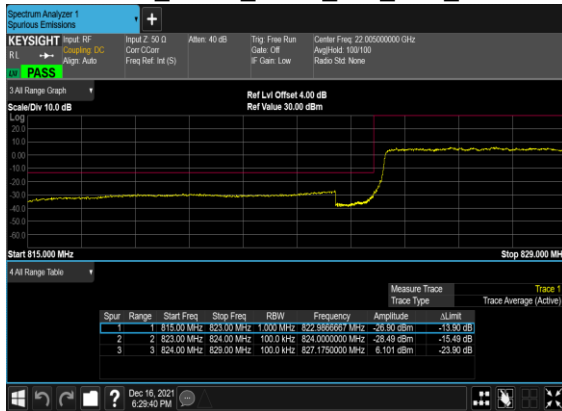 Spectrum Analyzer 1
Spurious Emissions
KEYSIGHT Input: RF Input Z: 50 Ω Atten: 40 dB Trig: Free Run Center Freq: 22.005000000 GHz
RL Coupling: DC Corr CCorr Gate: Off Avg|Hold: 100/100
Align: Auto Freq Ref: Int (S) IF Gain: Low Radio Std: None
PASS
3 All Range Graph Ref Lvl Offset 4.00 dB
Scale/Div 10.0 dB Ref Value 30.00 dBm
Log
20.0
10.0
0.00
-10.0
-20.0
-30.0
-40.0
-50.0
-60.0
Start 815.000 MHz Stop 829.000 MH
4 All Range Table
Measure Trace Trace 1
Trace Type Trace Average (Active)
Spur Range Start Freq Stop Freq RBW Frequency Amplitude ΔLimit
1 1 815.00 MHz 823.00 MHz 1.000 MHz 822.9866667 MHz -26.90 dBm -13.90 dB
2 2 823.00 MHz 824.00 MHz 100.0 kHz 824.0000000 MHz -28.49 dBm -15.49 dB
3 3 824.00 MHz 829.00 MHz 100.0 kHz 827.1750000 MHz 6.101 dBm -23.90 dB
Dec 16, 2021
6:29:40 PM